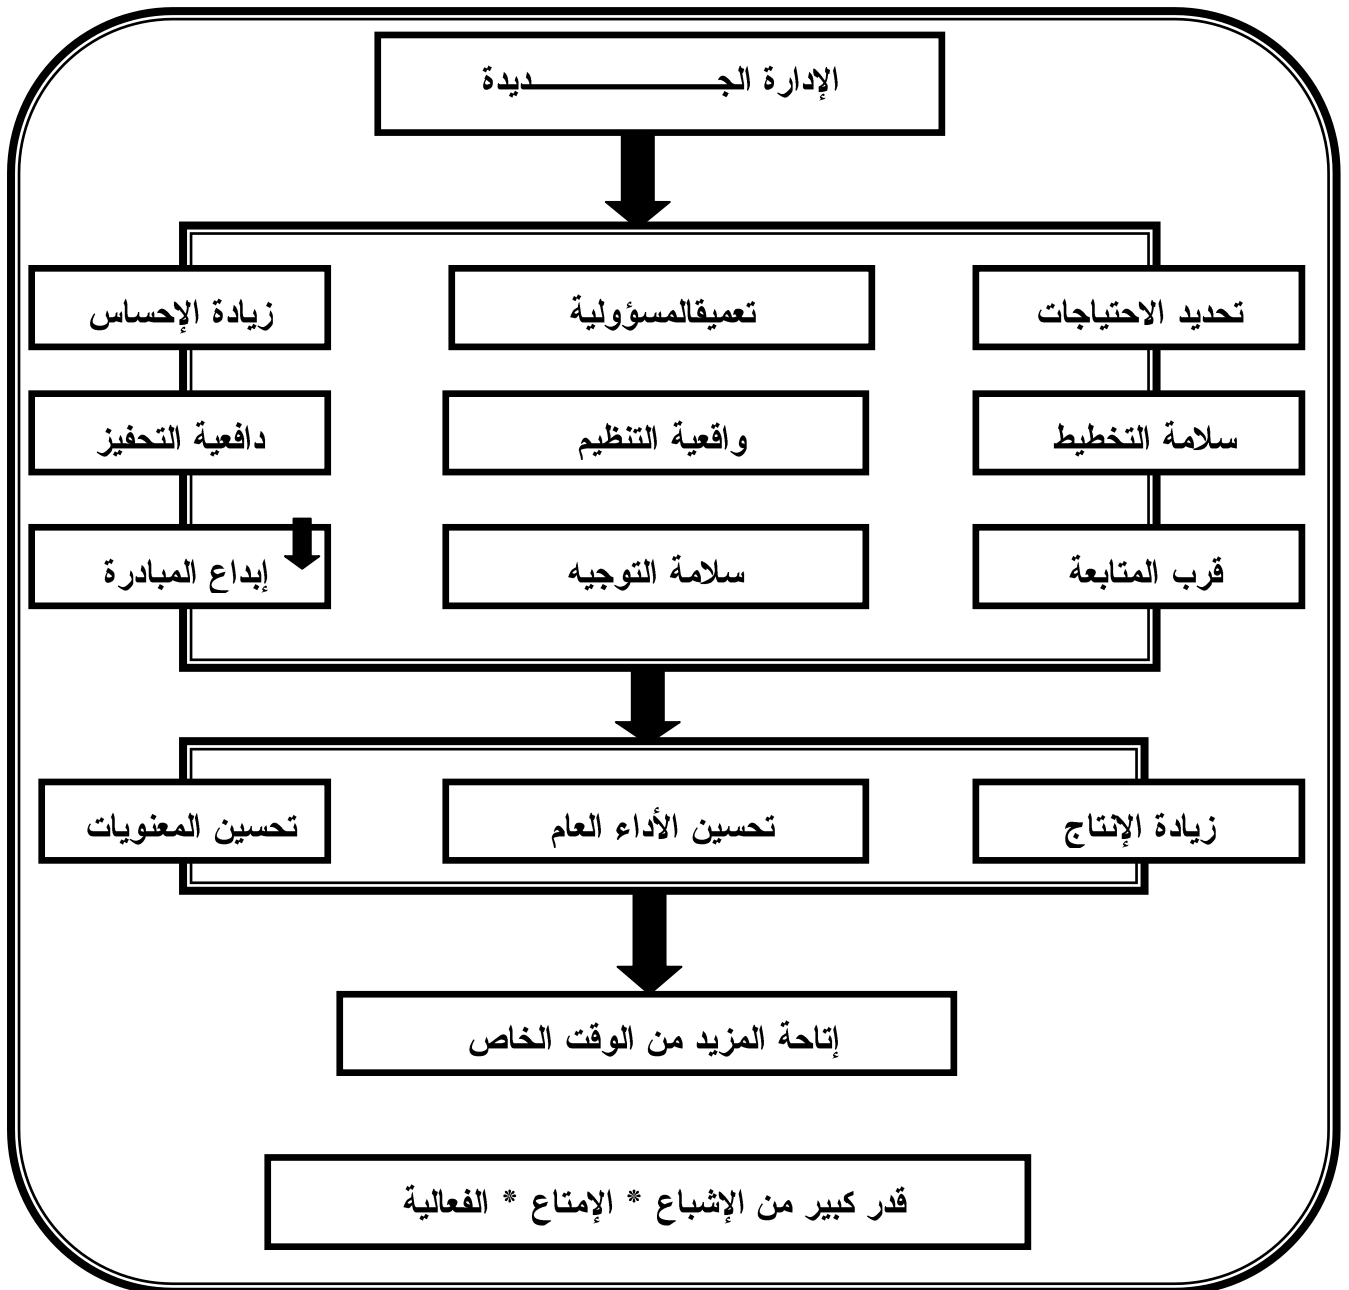 الإدارة الجـــــــــــــديدة
تحديد الاحتياجات
تعميقالمسؤولية
زيادة الإحساس
سلامة التخطيط
واقعية التنظيم
دافعية التحفيز
قرب المتابعة
سلامة التوجيه
إبداع المبادرة
زيادة الإنتاج
تحسين الأداء العام
تحسين المعنويات
إتاحة المزيد من الوقت الخاص
قدر كبير من الإشباع * الإمتاع * الفعالية